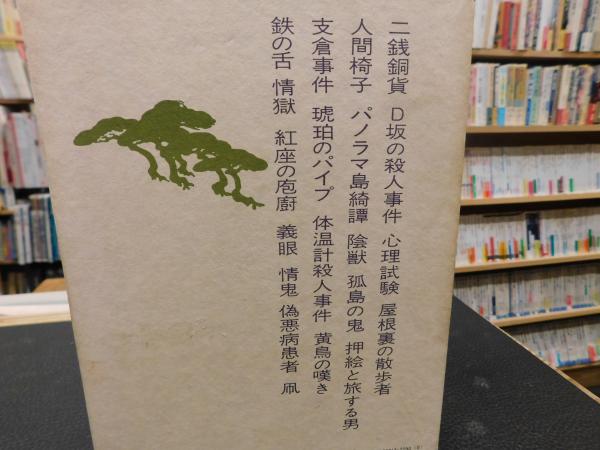 二銭銅貨 D坂の殺人事件 心理試験 屋根裏の散歩者
人間椅子 パノラマ島綺譚 陰獣 孤島の鬼 押絵と旅する男
支倉事件 琥珀のパイプ 体温計殺人事件 黄鳥の嘆き
鉄の舌 情獄 紅座の庖廚 義眼 情鬼 偽悪病患者 凧